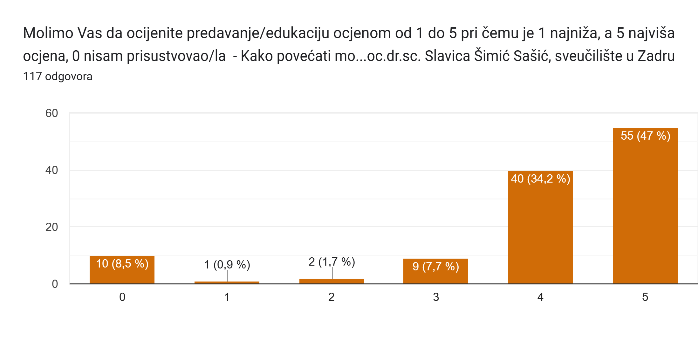 Molimo Vas da ocijenite predavanje/edukaciju ocjenom od 1 do 5 pri čemu je 1 najniža, a 5 najviša
ocjena, 0 nisam prisustvovao/la  - Kako povećati mo...oc.dr.sc. Slavica Šimić Sašić, sveučilište u Zadru
117 odgovora
60
40
20
0
10 (8,5 %)
1 (0,9 %)
2 (1,7 %)
9 (7,7 %)
40 (34,2 %)
55 (47 %)
0 1 2 3 4 5